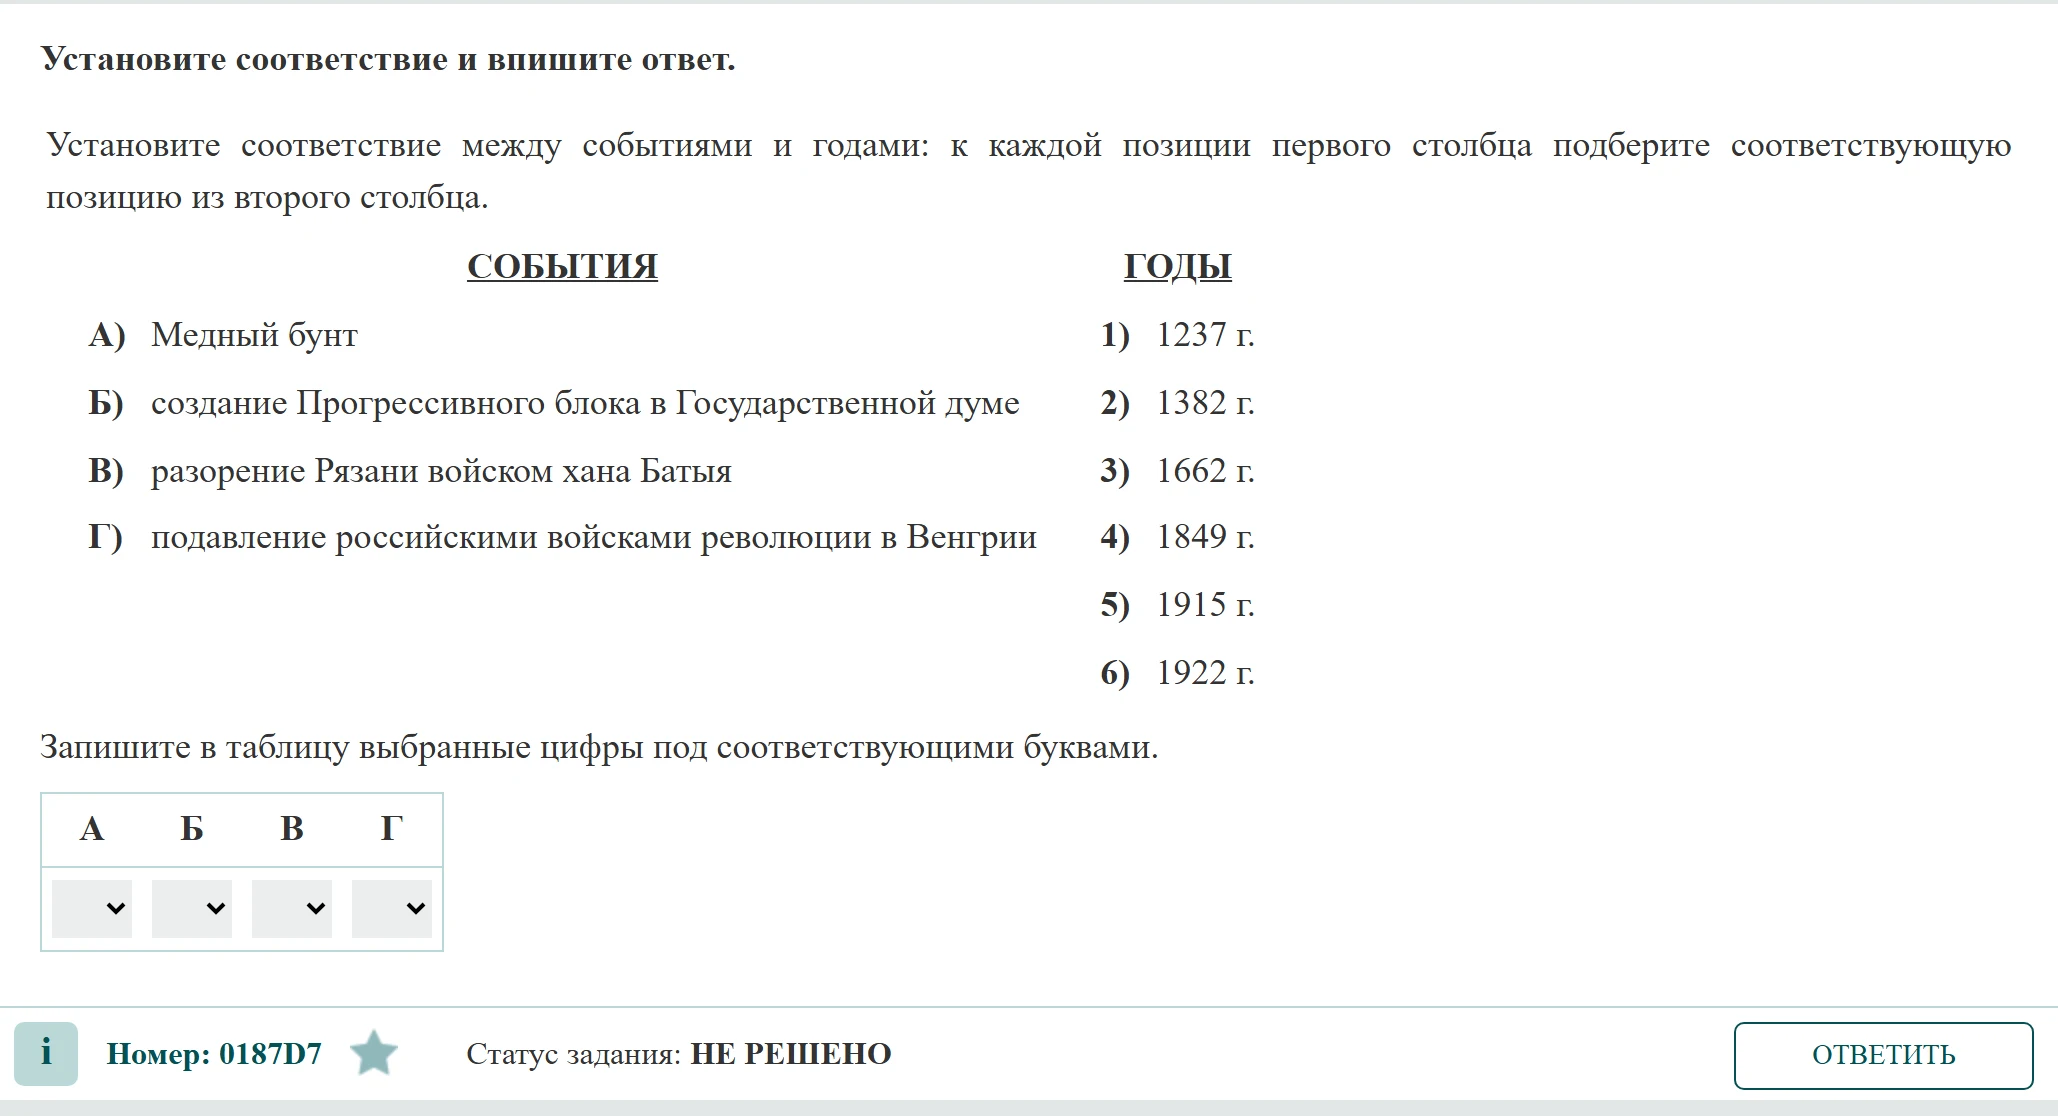 Установите соответствие и впишите ответ.
Установите соответствие между событиями и годами: к каждой позиции первого столбца подберите соответствующую
позицию из второго столбца.
СОБЫТИЯ ГОДЫ
А) Медный бунт 1) 1237 г.
Б) создание Прогрессивного блока в Государственной думе 2) 1382 г.
В) разорение Рязани войском хана Батыя 3) 1662 г.
Г) подавление российскими войсками революции в Венгрии 4) 1849 г.
5) 1915 г.
6) 1922 г.
Запишите в таблицу выбранные цифры под соответствующими буквами.
А Б В Г
i Номер: 0187D7 Статус задания: НЕ РЕШЕНО ОТВЕТИТЬ